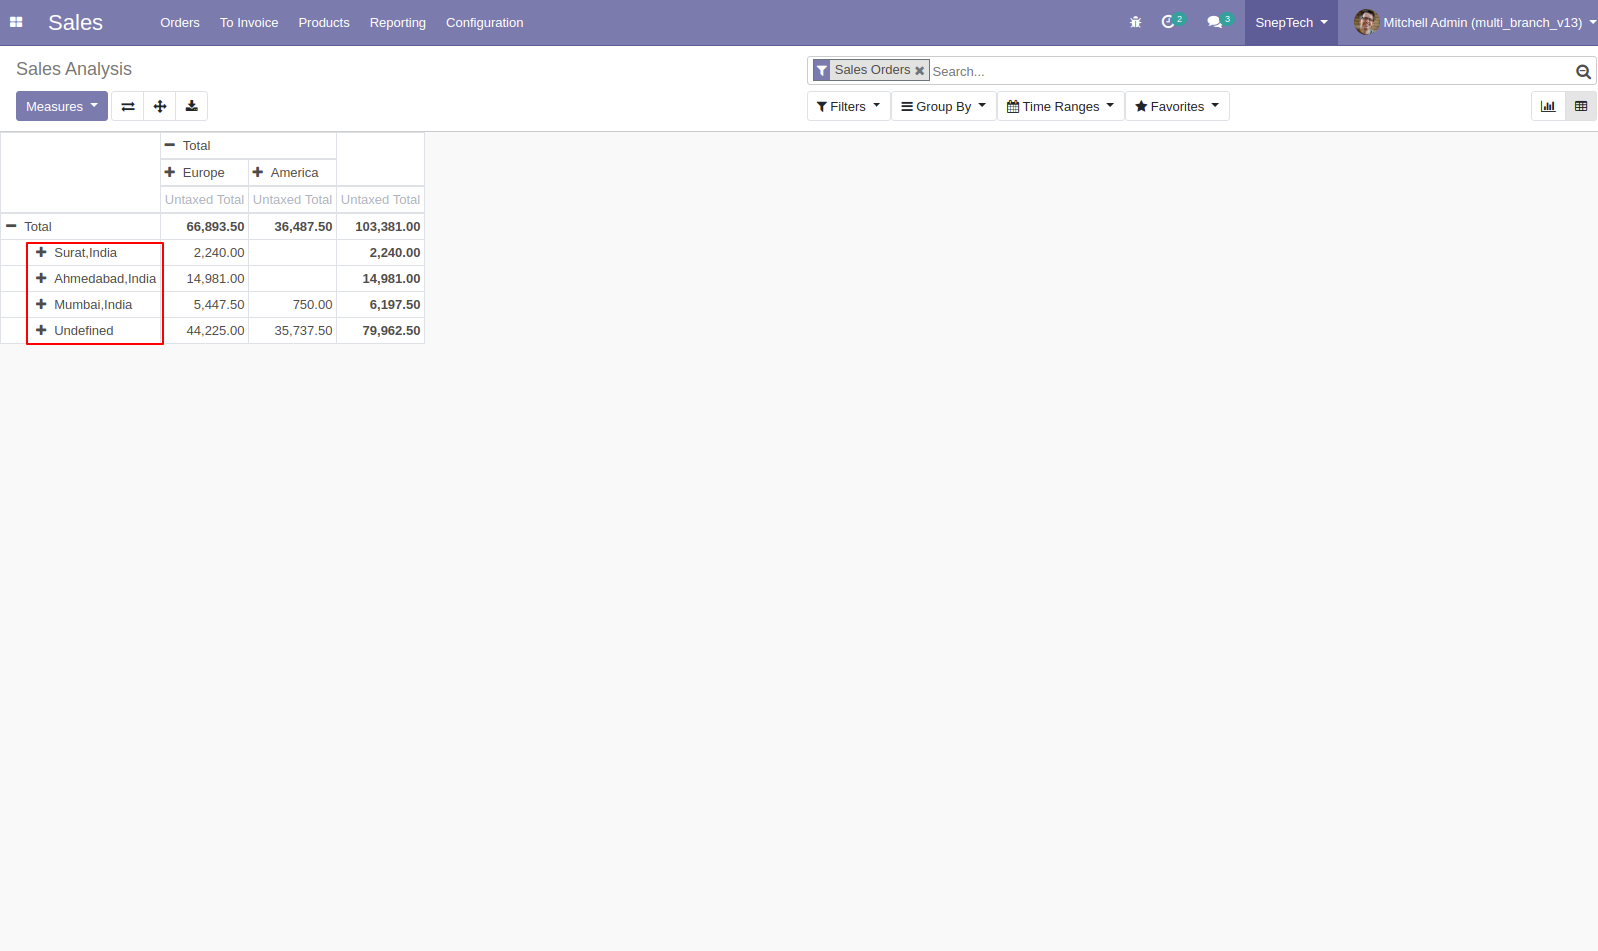 Sales Orders To Invoice Products Reporting Configuration 2 3 SnepTech Mitchell Admin (multi_branch_v13)
Sales Analysis
Sales Orders Search...
Measures
Filters Group By Time Ranges Favorites
Total
Europe America
Untaxed Total Untaxed Total Untaxed Total
Total 66,893.50 36,487.50 103,381.00
Surat,India 2,240.00 2,240.00
Ahmedabad,India 14,981.00 14,981.00
Mumbai,India 5,447.50 750.00 6,197.50
Undefined 44,225.00 35,737.50 79,962.50